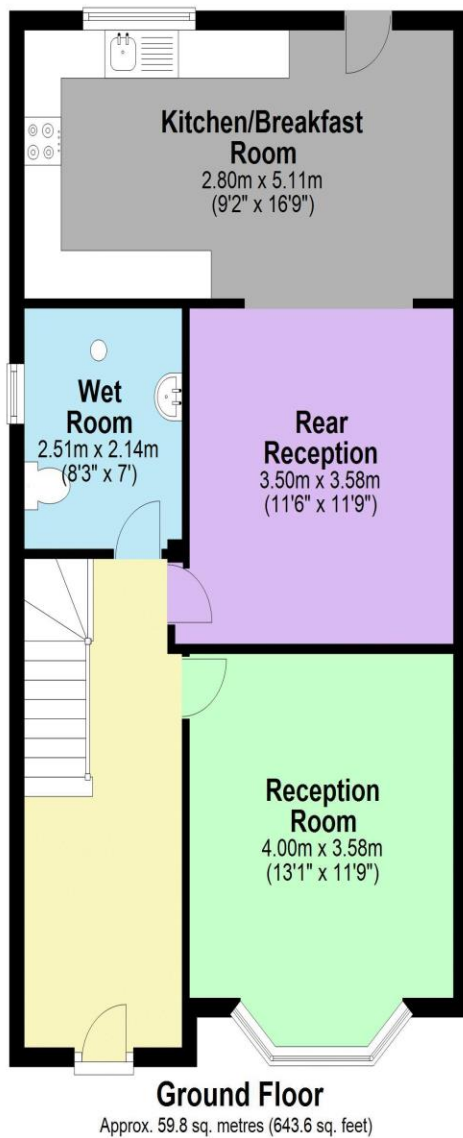 Kitchen/Breakfast
Room
2.80m x 5.11m
(9'2" x 16'9")
Wet
Room
2.51m x 2.14m
(8'3" x 7')
Rear
Reception
3.50m x 3.58m
(11'6" x 11'9")
Reception
Room
4.00m x 3.58m
(13'1" x 11'9")
Ground Floor
Approx. 59.8 sq. metres (643.6 sq. feet)